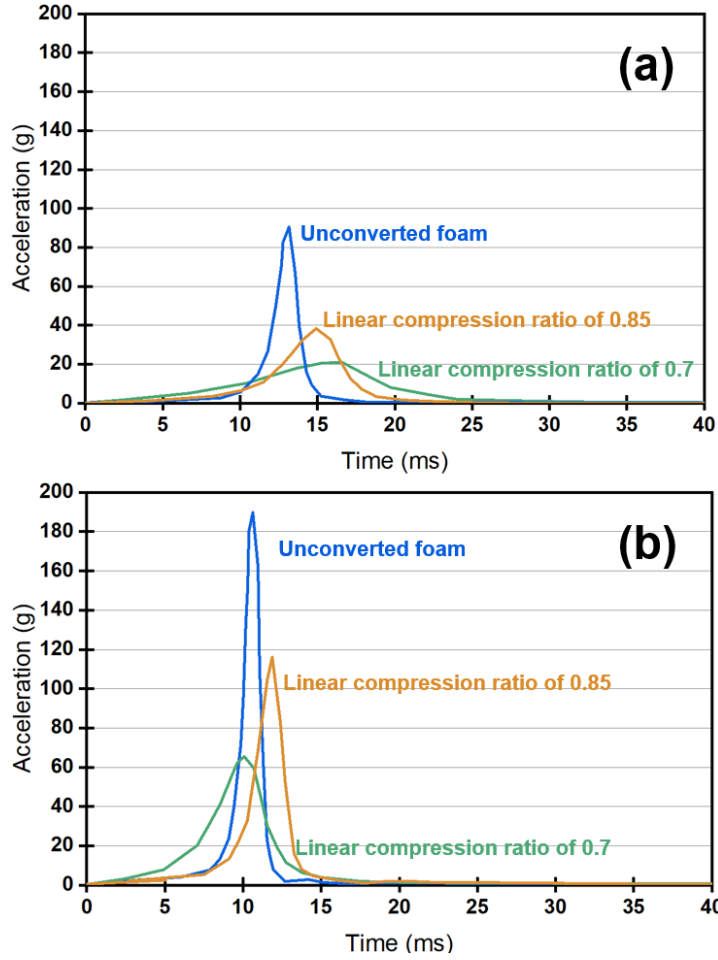 200
180
(a)
160
140
120
100
Acceleration (g)
80
Unconverted foam
60
40
Linear compression ratio of 0.85
20
Linear compression ratio of 0.7
0
0 5 10 15 20 25 30 35 40
Time (ms)
200
180
Unconverted foam
(b)
160
140
120
Acceleration (g)
100
Linear compression ratio of 0.85
80
60
40
20
Linear compression ratio of 0.7
0
0 5 10 15 20 25 30 35 40
Time (ms)